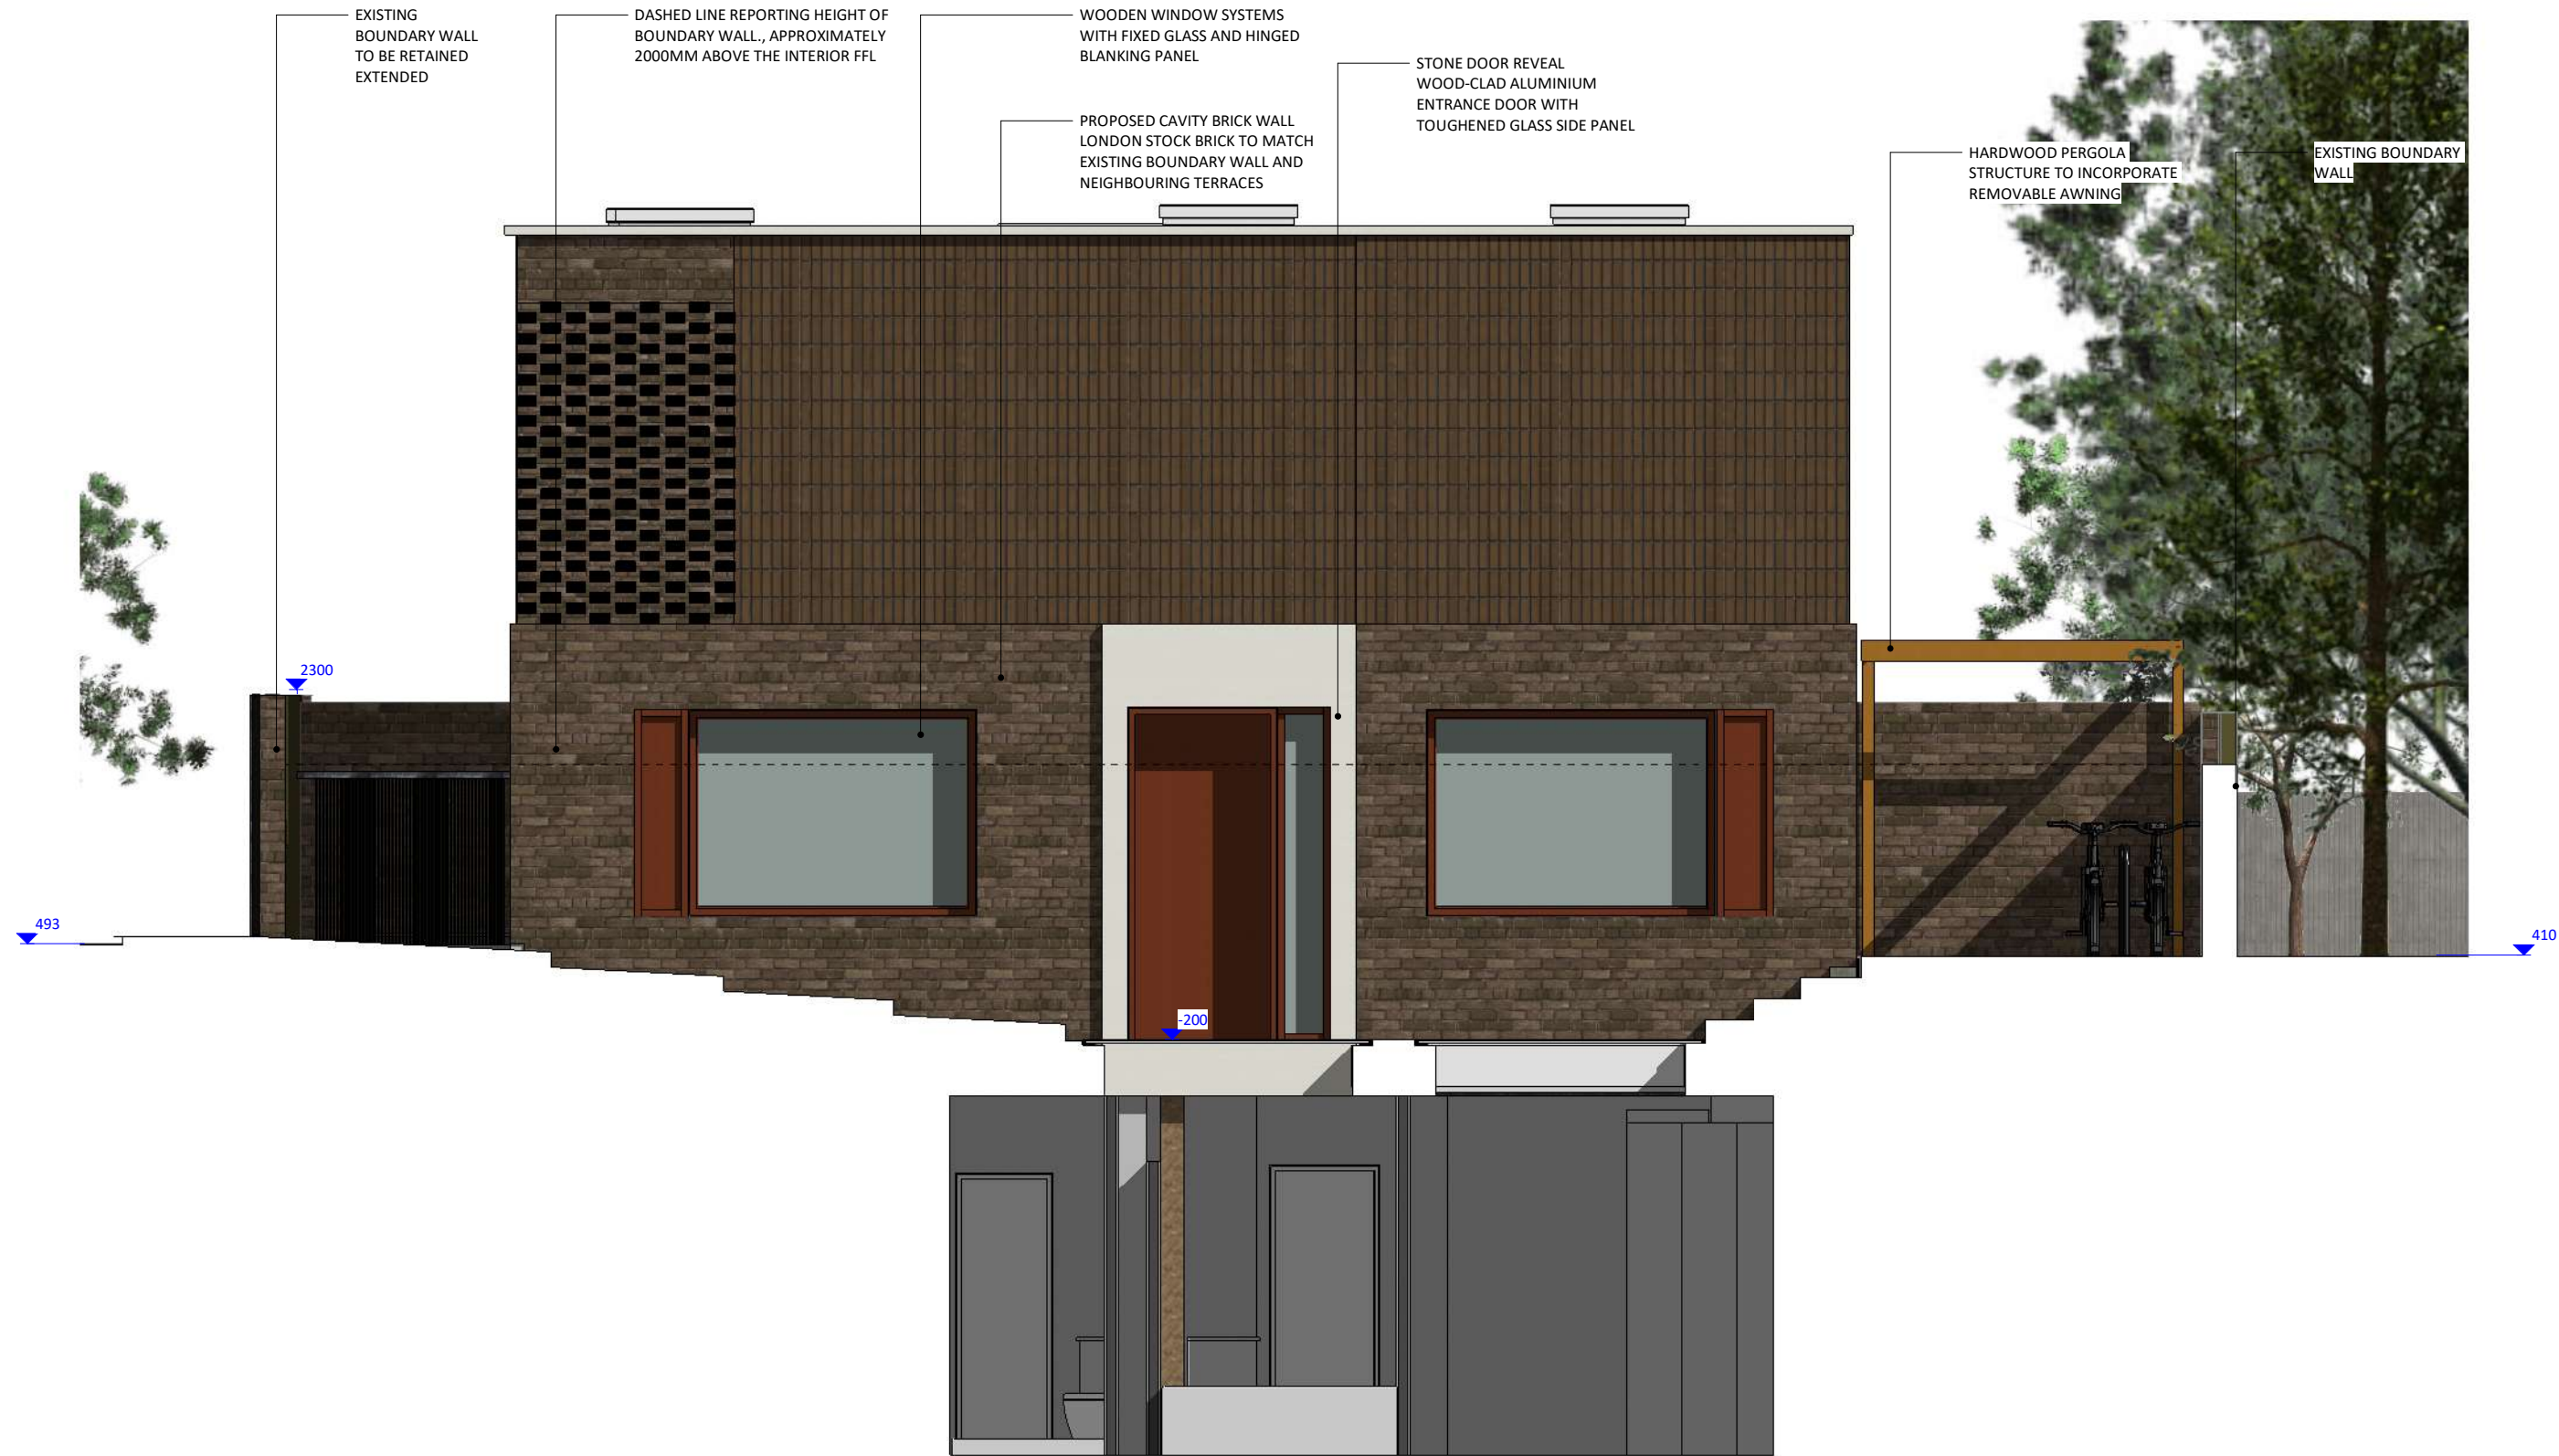 EXISTING
BOUNDARY WALL
TO BE RETAINED
EXTENDED
DASHED LINE REPORTING HEIGHT OF
BOUNDARY WALL., APPROXIMATELY
2000MM ABOVE THE INTERIOR FFL
WOODEN WINDOW SYSTEMS
WITH FIXED GLASS AND HINGED
BLANKING PANEL
PROPOSED CAVITY BRICK WALL
LONDON STOCK BRICK TO MATCH
EXISTING BOUNDARY WALL AND
NEIGHBOURING TERRACES
STONE DOOR REVEAL
WOOD-CLAD ALUMINIUM
ENTRANCE DOOR WITH
TOUGHENED GLASS SIDE PANEL
HARDWOOD PERGOLA
STRUCTURE TO INCORPORATE
REMOVABLE AWNING
EXISTING BOUNDARY
WALL
2300
493
410
-200